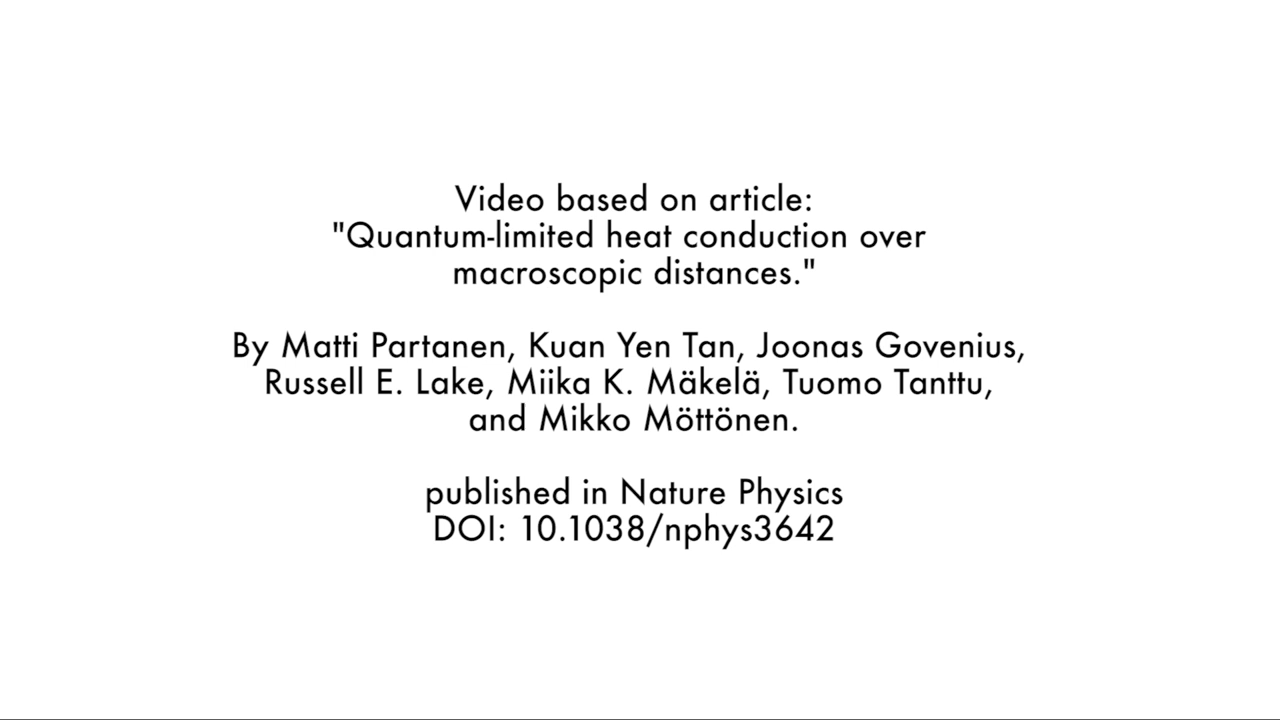 Video based on article:
"Quantum-limited heat conduction over
macroscopic distances."
By Matti Partanen, Kuan Yen Tan, Joonas Govenius,
Russell E. Lake, Miika K. Mäkelä, Tuomo Tanttu,
and Mikko Möttönen.
published in Nature Physics
DOI: 10.1038/nphys3642